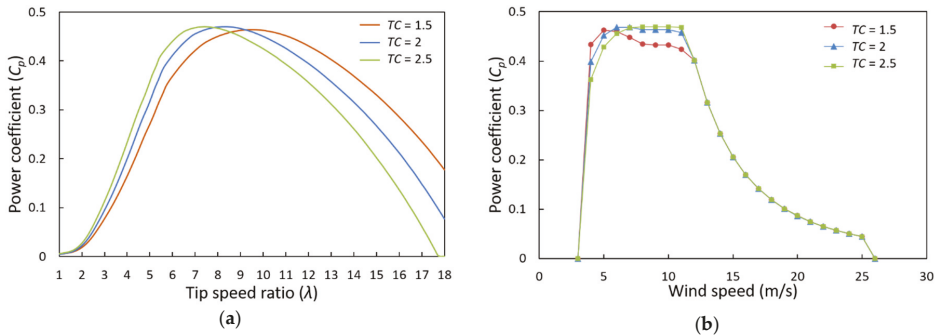 0.5
0.4
0.3
0.2
0.1
0
Power coefficient (Cp)
1 2 3 4 5 6 7 8 9 10 11 12 13 14 15 16 17 18
Tip speed ratio (λ)
TC = 1.5
TC = 2
TC = 2.5
(a)
0.5
0.4
0.3
0.2
0.1
0
Power coefficient (Cp)
0 5 10 15 20 25 30
Wind speed (m/s)
TC = 1.5
TC = 2
TC = 2.5
(b)